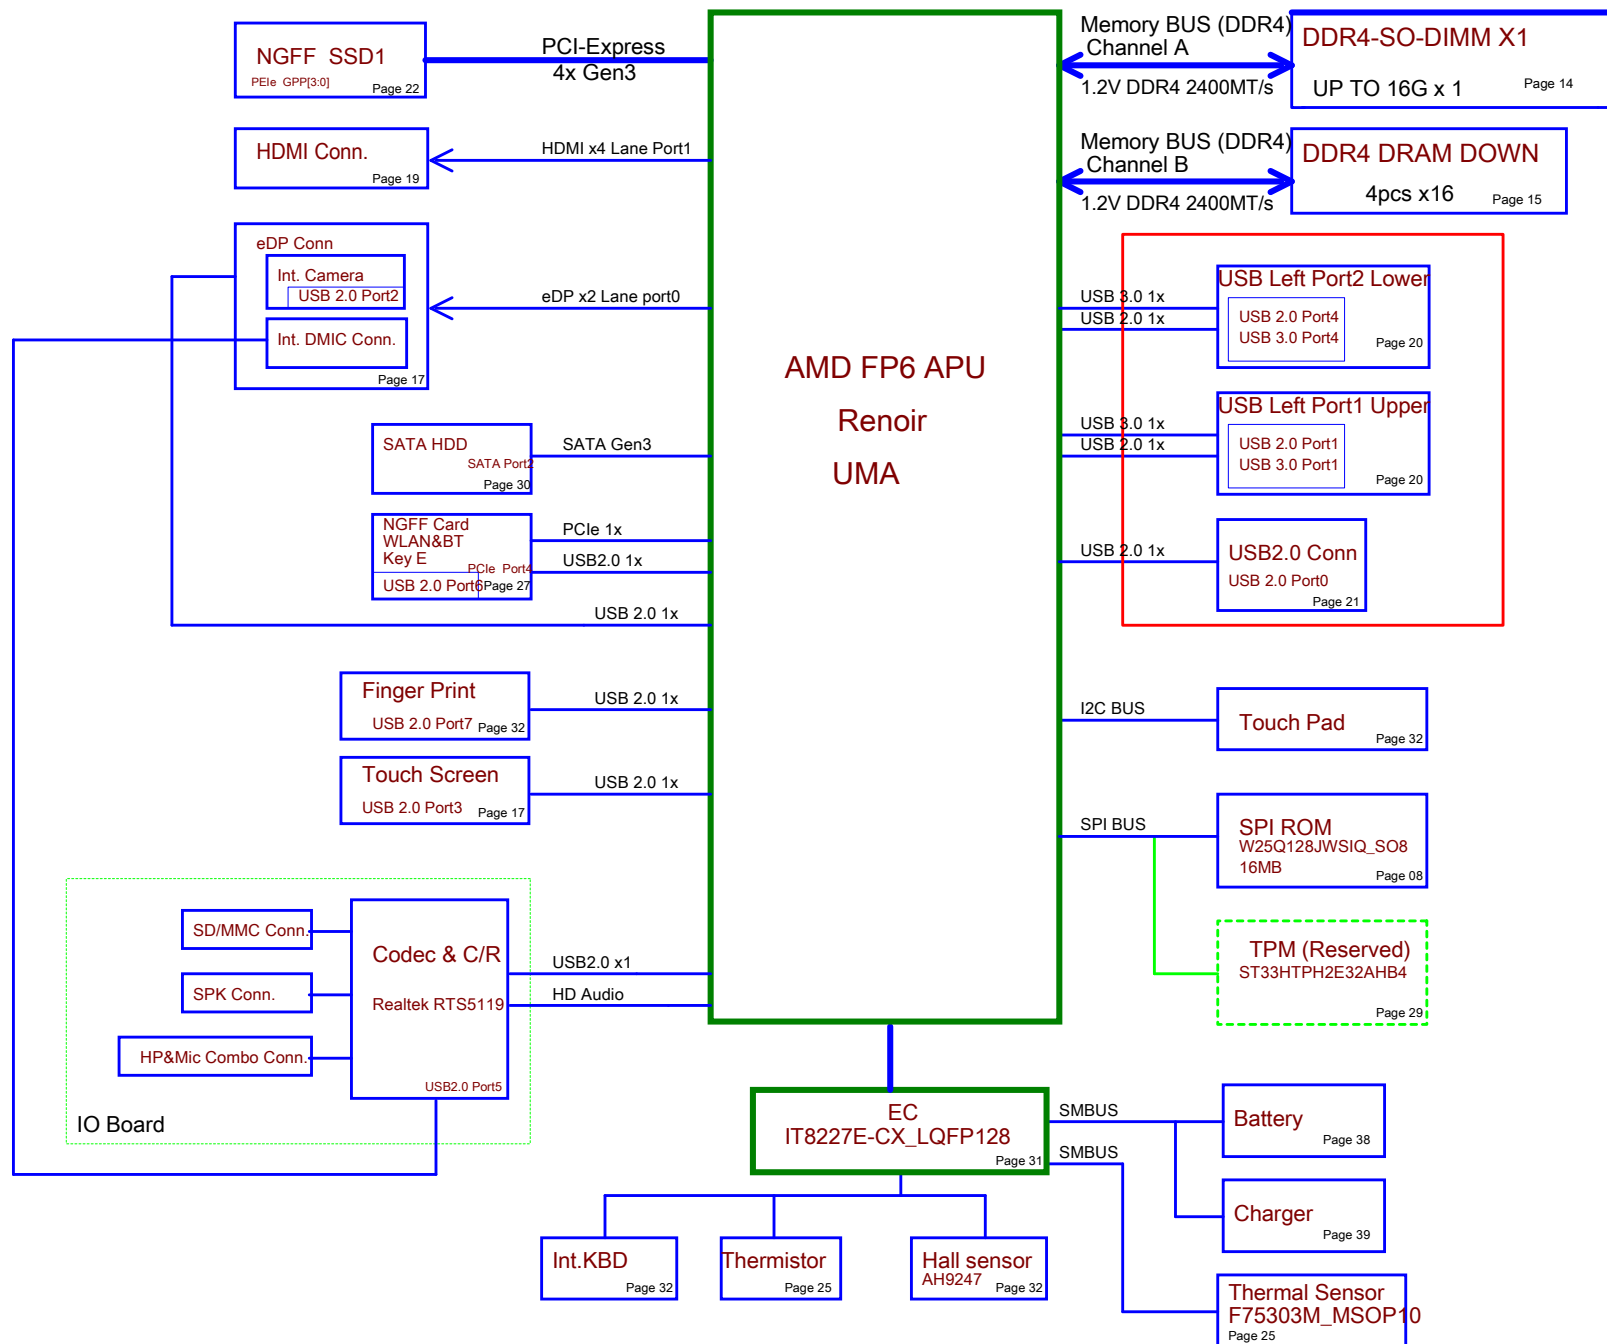 NGFF SSD1
PEIe GPP[3:0]
Page 22
PCI-Express
4x Gen3
HDMI Conn.
Page 19
HDMI x4 Lane Port1
eDP Conn
Int. Camera
USB 2.0 Port2
Int. DMIC Conn.
Page 17
eDP x2 Lane port0
SATA HDD
SATA Port2
Page 30
SATA Gen3
NGFF Card
WLAN&BT
Key E
PCIe Port4
USB 2.0 Port6
Page 27
PCIe 1x
USB2.0 1x
USB 2.0 1x
Finger Print
USB 2.0 Port7
Page 32
USB 2.0 1x
Touch Screen
USB 2.0 Port3
Page 17
USB 2.0 1x
SD/MMC Conn.
SPK Conn.
HP&Mic Combo Conn.
Codec & C/R
Realtek RTS5119
USB2.0 Port5
USB2.0 x1
HD Audio
IO Board
AMD FP6 APU
Renoir
UMA
Memory BUS (DDR4)
Channel A
1.2V DDR4 2400MT/s
DDR4-SO-DIMM X1
UP TO 16G x 1
Page 14
Memory BUS (DDR4)
Channel B
1.2V DDR4 2400MT/s
DDR4 DRAM DOWN
4pcs x16
Page 15
USB 3.0 1x
USB 2.0 1x
USB Left Port2 Lower
USB 2.0 Port4
USB 3.0 Port4
Page 20
USB 3.0 1x
USB 2.0 1x
USB Left Port1 Upper
USB 2.0 Port1
USB 3.0 Port1
Page 20
USB 2.0 1x
USB2.0 Conn
USB 2.0 Port0
Page 21
I2C BUS
Touch Pad
Page 32
SPI BUS
SPI ROM
W25Q128JWSIQ_SO8
16MB
Page 08
TPM (Reserved)
ST33HTPH2E32AHB4
Page 29
EC
IT8227E-CX_LQFP128
Page 31
SMBUS
SMBUS
Battery
Page 38
Charger
Page 39
Thermal Sensor
F75303M_MSOP10
Page 25
Int.KBD
Page 32
Thermistor
Page 25
Hall sensor
AH9247
Page 32